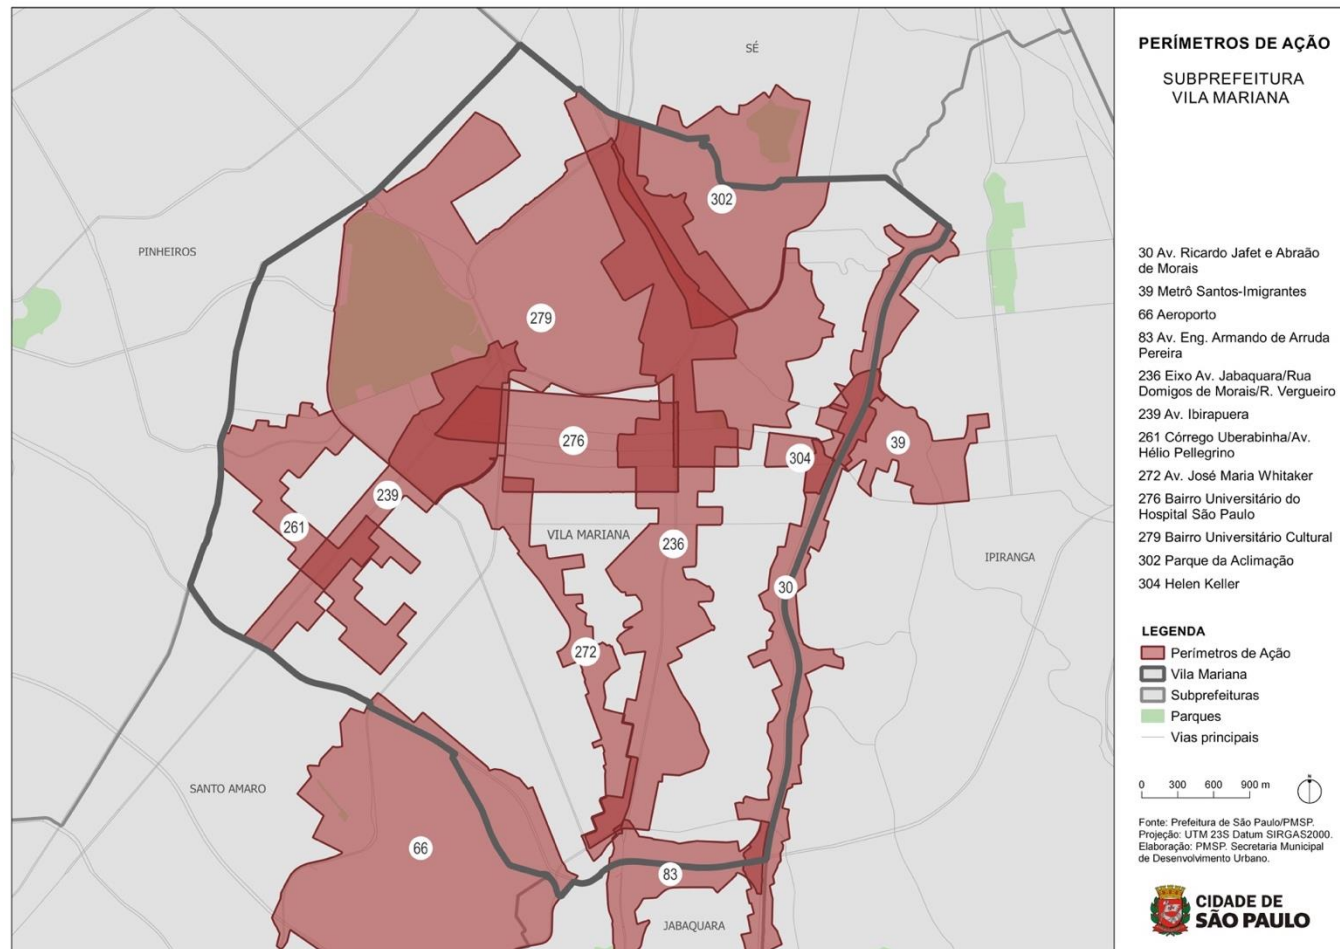 SÉ
PINHEIROS
302
279
276
304
39
239
261
VILA MARIANA
236
IPIRANGA
30
272
SANTO AMARO
66
83
JABAQUARA
PERÍMETROS DE AÇÃO
SUBPREFEITURA
VILA MARIANA
30 Av. Ricardo Jafet e Abraão
de Morais
39 Metrô Santos-Imigrantes
66 Aeroporto
83 Av. Eng. Armando de Arruda
Pereira
236 Eixo Av. Jabaquara/Rua
Domigos de Morais/R. Vergueiro
239 Av. Ibirapuera
261 Córrego Uberabinha/Av.
Hélio Pellegrino
272 Av. José Maria Whitaker
276 Bairro Universitário do
Hospital São Paulo
279 Bairro Universitário Cultural
302 Parque da Aclimação
304 Helen Keller
LEGENDA
Perímetros de Ação
Vila Mariana
Subprefeituras
Parques
Vias principais
0 300 600 900 m
N
Fonte: Prefeitura de São Paulo/PMSP.
Projeção: UTM 23S Datum SIRGAS2000.
Elaboração: PMSP. Secretaria Municipal
de Desenvolvimento Urbano.
CIDADE DE
SÃO PAULO